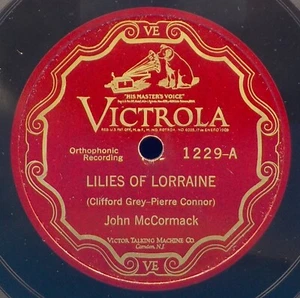 VE
"HIS MASTER'S VOICE"
VICTROLA
Orthophonic
Recording
1229-A
LILIES OF LORRAINE
(Clifford Grey-Pierre Connor)
John McCormack
VICTOR TALKING MACHINE CO
Camden, N.J.
VE